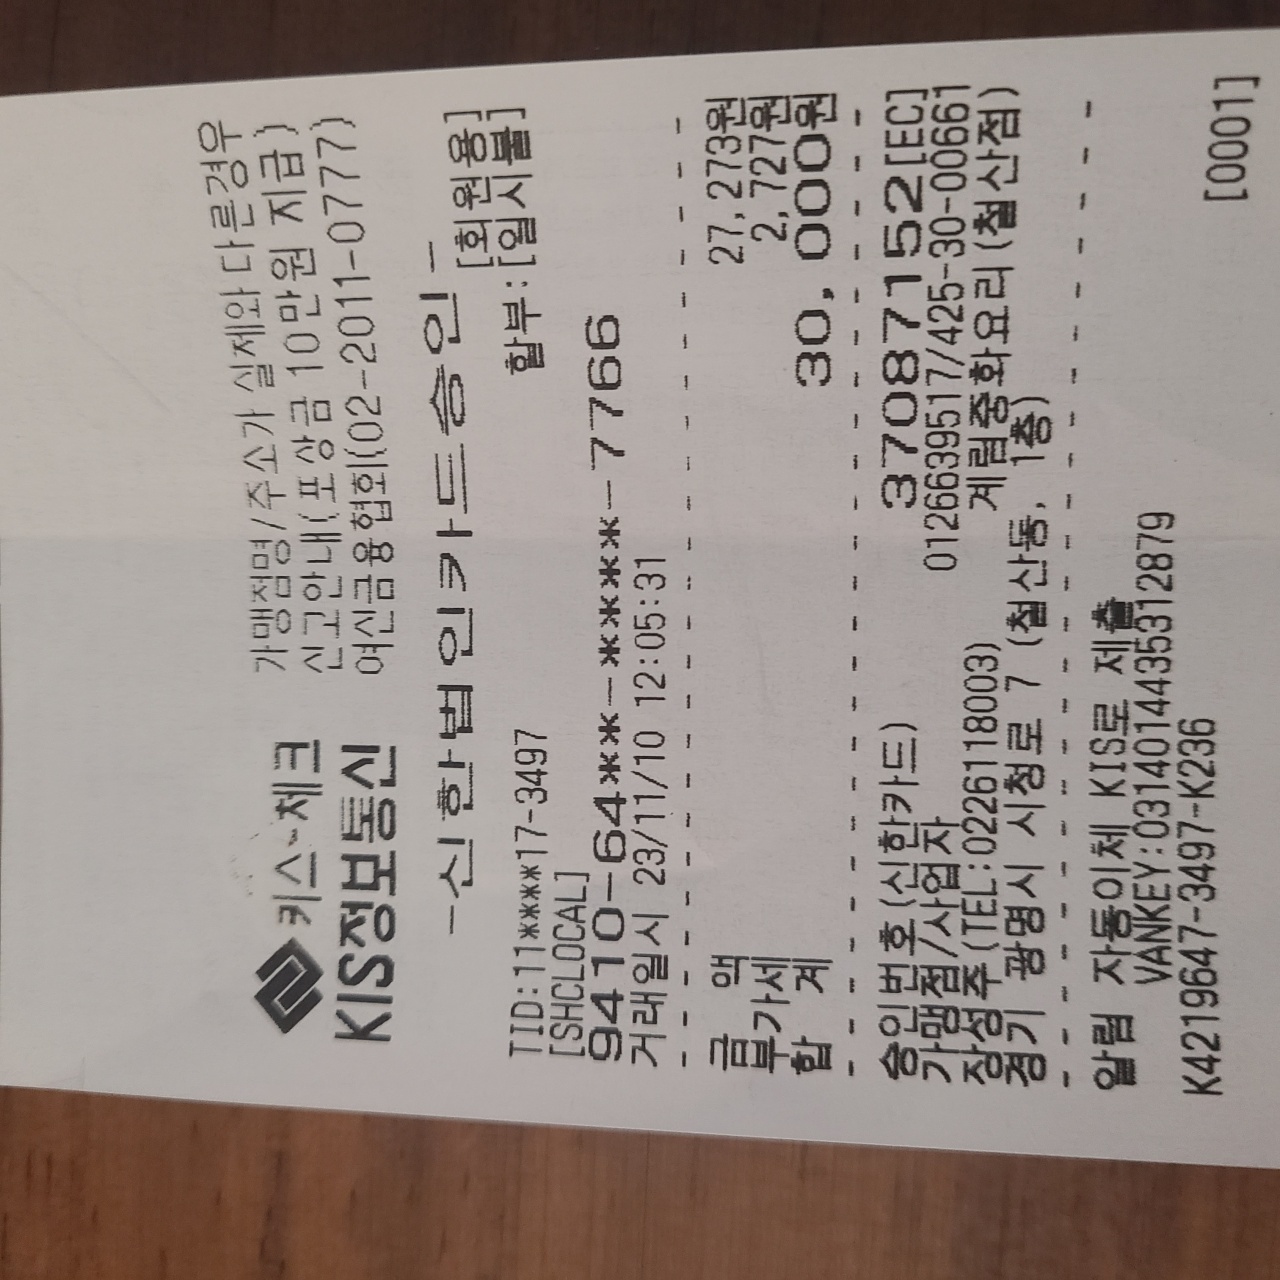 키스-체크
KIS정보통신
가맹점명/주소가 실제와다른경우
신고안내(포상금 10만원 지급)
여신금융협회(02-2011-0777)
-신한법인카드승인-
TID:11****17-3497 [회원용]
[SHCLOCAL] 할부:[일시불]
9410-64**-****-7766
거래일시 23/11/10 12:05:31
금 액 27,273원
부가세 2,727원
합 계 30,000원
승인번호(신한카드) 37087152[EC]
가맹점/사업자 0126639517/425-30-00661
장성주(TEL:0226118003) 계림중화요리(철산점)
경기 광명시 시청로 7 (철산동, 1층)
알림 자동이체 KIS로 제출
VANKEY:0314014435312879
K4219647-3497-K236 [0001]